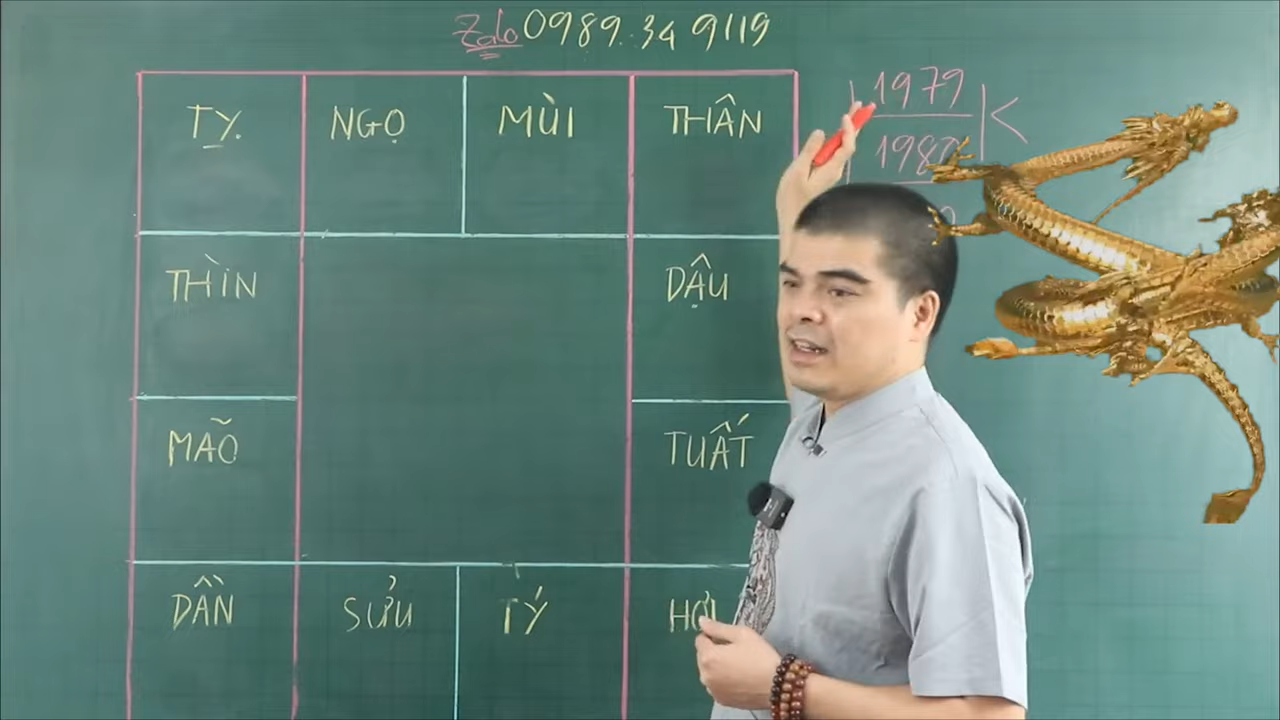 Zalo 0989.34 9119
1979
TỴ NGỌ MÙI THÂN
THÌN DẬU
MÃO TUẤT
DẦN SỬU TÝ HỢI